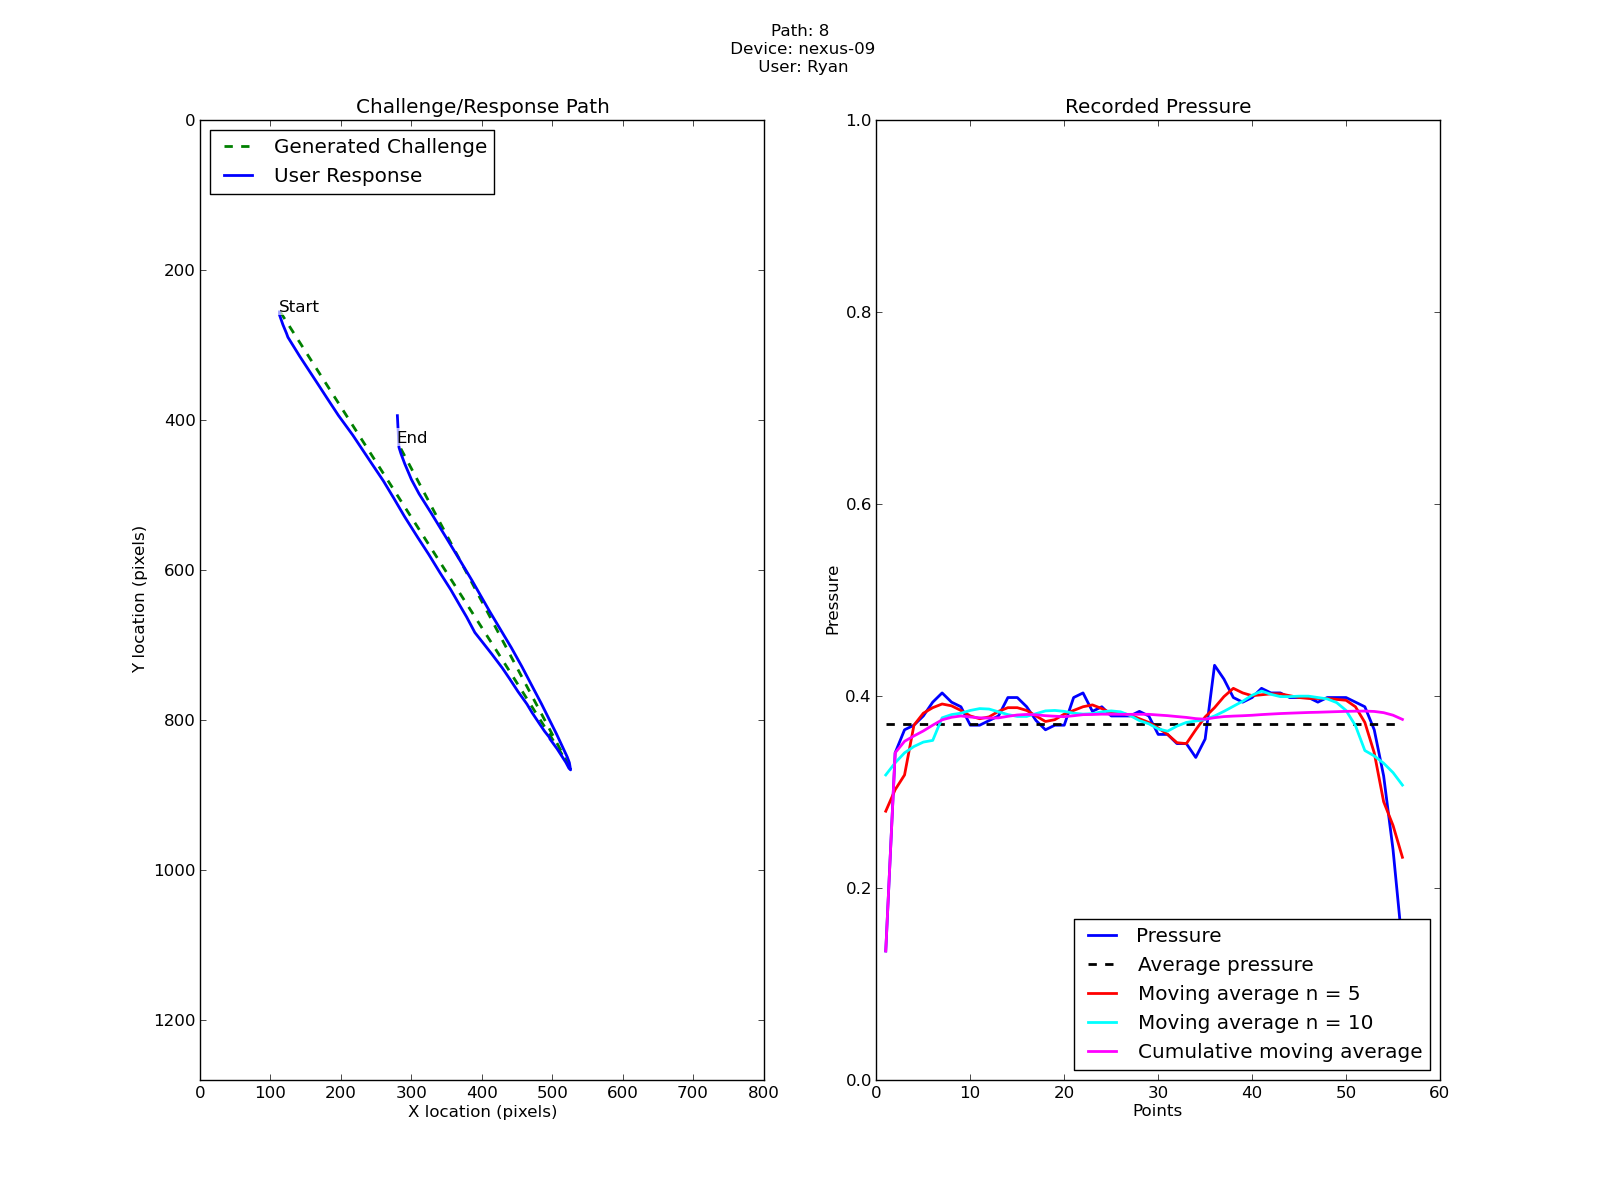 Path: 8
Device: nexus-09
User: Ryan
Challenge/Response Path
Generated Challenge
User Response
Start
End
0
200
400
600
800
1000
1200
Y location (pixels)
0 100 200 300 400 500 600 700 800
X location (pixels)
Recorded Pressure
1.0
0.8
0.6
0.4
0.2
0.0
Pressure
Pressure
Average pressure
Moving average n = 5
Moving average n = 10
Cumulative moving average
0 10 20 30 40 50 60
Points